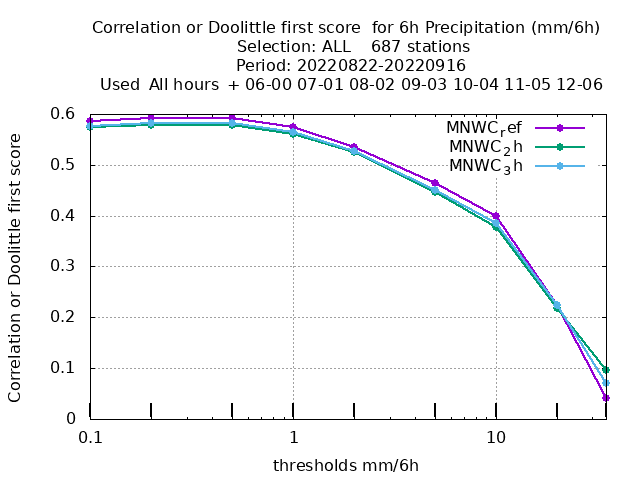 Correlation or Doolittle first score  for 6h Precipitation (mm/6h)
Selection: ALL    687 stations
Period: 20220822-20220916
Used  All hours  + 06-00 07-01 08-02 09-03 10-04 11-05 12-06
MNWC_ref
MNWC_2h
MNWC_3h
Correlation or Doolittle first score
0.6
0.5
0.4
0.3
0.2
0.1
0
0.1 1 10
thresholds mm/6h